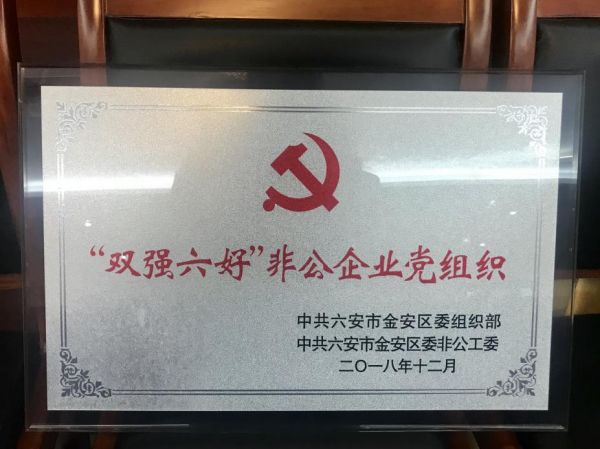 “双强六好”非公企业党组织
中共六安市金安区委组织部
中共六安市金安区委非公工委
二〇一八年十二月